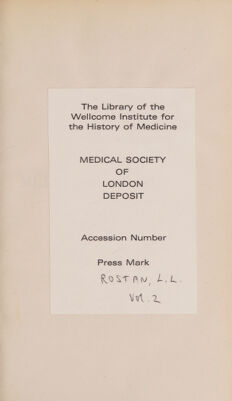 The Library of the
Wellcome Institute for
the History of Medicine
MEDICAL SOCIETY
OF
LONDON
DEPOSIT
Accession Number
Press Mark
ROSTAN, L.L.
Vol. 2